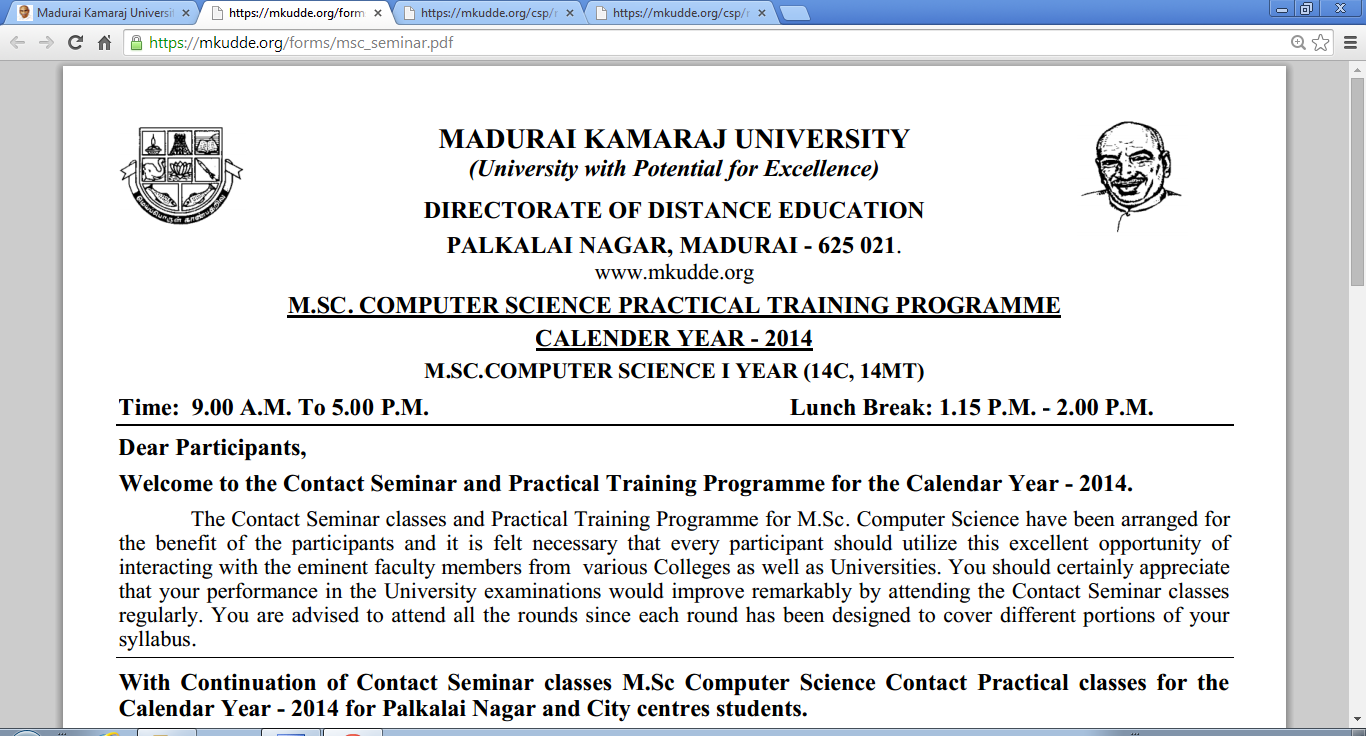 Madurai Kamaraj Universi
https://mkudde.org/form
https://mkudde.org/csp/r
https://mkudde.org/csp/r
https://mkudde.org/forms/msc_seminar.pdf
MADURAI KAMARAJ UNIVERSITY
(University with Potential for Excellence)
DIRECTORATE OF DISTANCE EDUCATION
PALKALAI NAGAR, MADURAI - 625 021.
www.mkudde.org
M.SC. COMPUTER SCIENCE PRACTICAL TRAINING PROGRAMME
CALENDER YEAR - 2014
M.SC.COMPUTER SCIENCE I YEAR (14C, 14MT)
Time: 9.00 A.M. To 5.00 P.M. Lunch Break: 1.15 P.M. - 2.00 P.M.
Dear Participants,
Welcome to the Contact Seminar and Practical Training Programme for the Calendar Year - 2014.
The Contact Seminar classes and Practical Training Programme for M.Sc. Computer Science have been arranged for
the benefit of the participants and it is felt necessary that every participant should utilize this excellent opportunity of
interacting with the eminent faculty members from various Colleges as well as Universities. You should certainly appreciate
that your performance in the University examinations would improve remarkably by attending the Contact Seminar classes
regularly. You are advised to attend all the rounds since each round has been designed to cover different portions of your
syllabus.
With Continuation of Contact Seminar classes M.Sc Computer Science Contact Practical classes for the
Calendar Year - 2014 for Palkalai Nagar and City centres students.